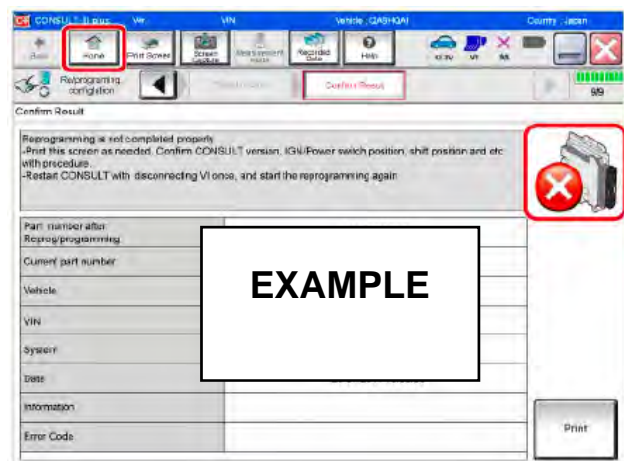 CONSULT-III plus Ver. VIN Vehicle : QASHQAI Country : Japan
Back Home Print Screen Screen Capture Measurement Mode Recorded Data Help VI MI
Reprogramming configuration
Confirm Result
9/9
Confirm Result
Reprogramming is not completed properly
-Print this screen as needed. Confirm CONSULT version, IGN/Power switch position, shift position and etc
with procedure.
-Restart CONSULT with disconnecting VI once, and start the reprogramming again
Part number after
Reprog/programming
Current part number
Vehicle
VIN
System
Date
Information
Error Code
EXAMPLE
Print